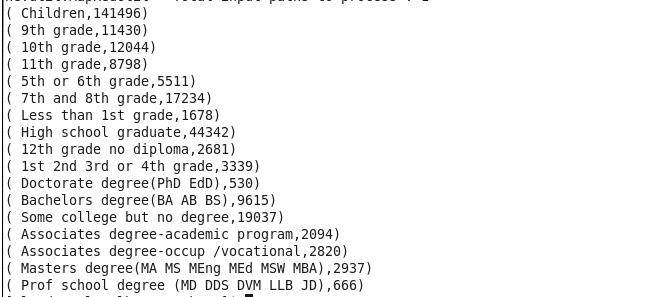 ( Children,141496)
( 9th grade,11430)
( 10th grade,12044)
( 11th grade,8798)
( 5th or 6th grade,5511)
( 7th and 8th grade,17234)
( Less than 1st grade,1678)
( High school graduate,44342)
( 12th grade no diploma,2681)
( 1st 2nd 3rd or 4th grade,3339)
( Doctorate degree(PhD EdD),530)
( Bachelors degree(BA AB BS),9615)
( Some college but no degree,19037)
( Associates degree-academic program,2094)
( Associates degree-occup /vocational,2820)
( Masters degree(MA MS MEng MEd MSW MBA),2937)
( Prof school degree (MD DDS DVM LLB JD),666)